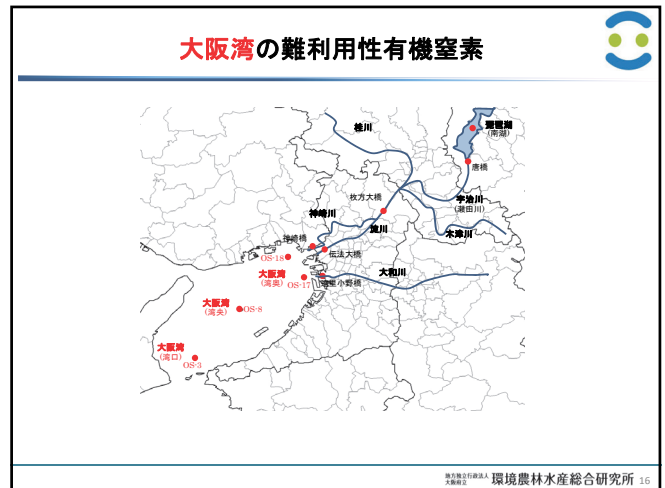 大阪湾の難利用性有機窒素
桂川
琵琶湖
(南湖)
唐橋
枚方大橋
宇治川
(瀬田川)
神崎川
淀川
木津川
神崎橋
伝法大橋
OS-18
大阪湾
(湾奥)
OS-17
大和川
遠里小野橋
大阪湾
(湾央)
OS-8
大阪湾
(湾口)
OS-3
地方独立行政法人
大阪府立
環境農林水産総合研究所
16